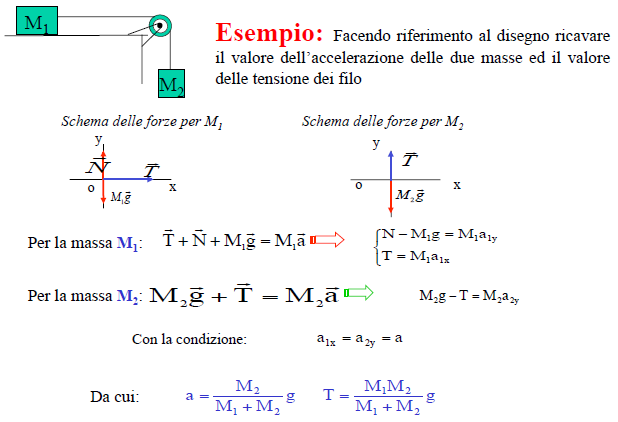 M₁
M₂
Esempio: Facendo riferimento al disegno ricavare
il valore dell'accelerazione delle due masse ed il valore
delle tensione dei filo
Schema delle forze per M₁
Schema delle forze per M₂
y
N⃗
T⃗
o
M₁g⃗
x
y
T⃗
o
M₂g⃗
x
Per la massa M₁: T⃗ + N⃗ + M₁g⃗ = M₁a⃗
{N − M₁g = M₁a₁y
T = M₁a₁x
Per la massa M₂: M₂g⃗ + T⃗ = M₂a⃗
M₂g − T = M₂a₂y
Con la condizione: a₁x = a₂y = a
Da cui: a = M₂/(M₁ + M₂) g T = M₁M₂/(M₁ + M₂) g